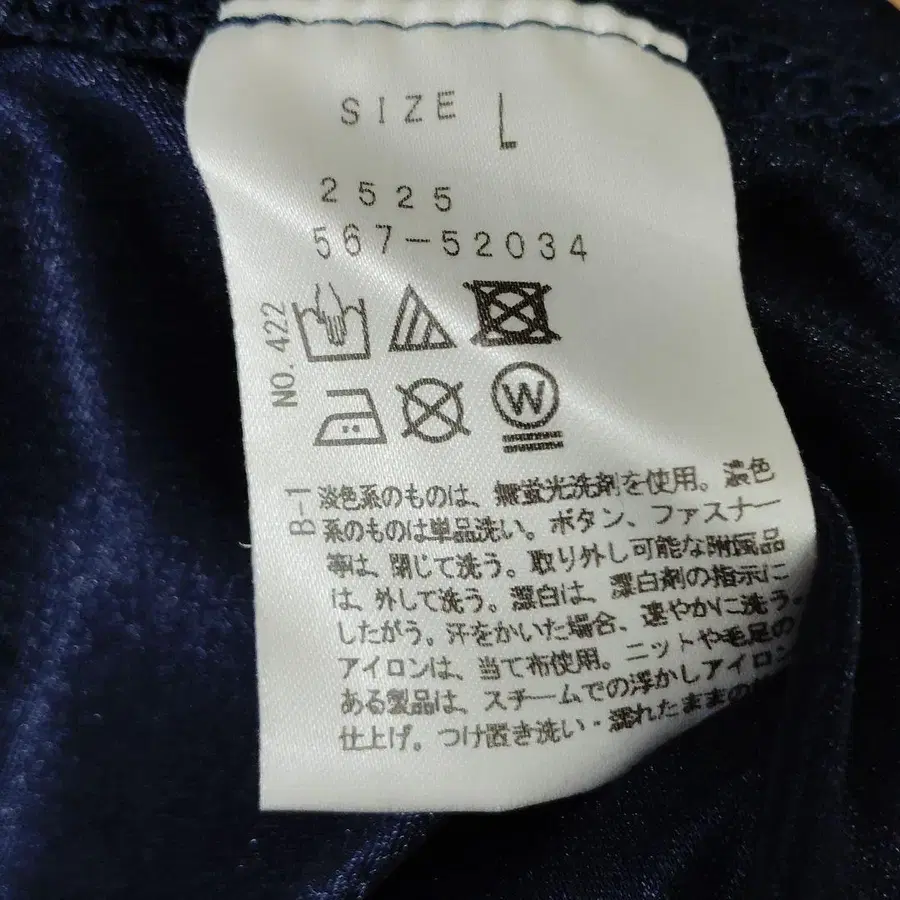 SIZE L
2525
567-52034
NO. 422
W
B-1
淡色系のものは、無蛍光洗剤を使用。濃色
系のものは単品洗い。ボタン、ファスナー
等は、閉じて洗う。取り外し可能な附属品
は、外して洗う。漂白は、漂白剤の指示に
したがう。汗をかいた場合、速やかに洗う。
アイロンは、当て布使用。ニットや毛足の
ある製品は、スチームでの浮かしアイロン
仕上げ。つけ置き洗い・濡れたままの